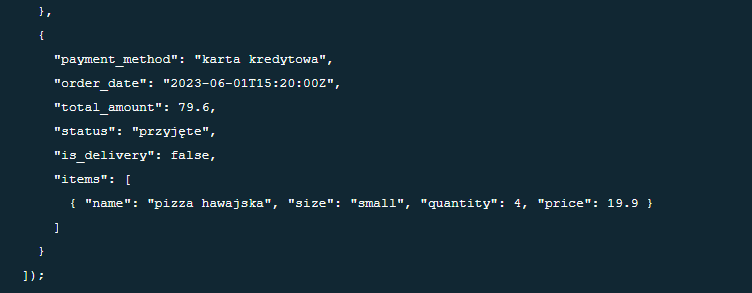 },
{
"payment_method": "karta kredytowa",
"order_date": "2023-06-01T15:20:00Z",
"total_amount": 79.6,
"status": "przyjęte",
"is_delivery": false,
"items": [
{ "name": "pizza hawajska", "size": "small", "quantity": 4, "price": 19.9 }
]
}
]);